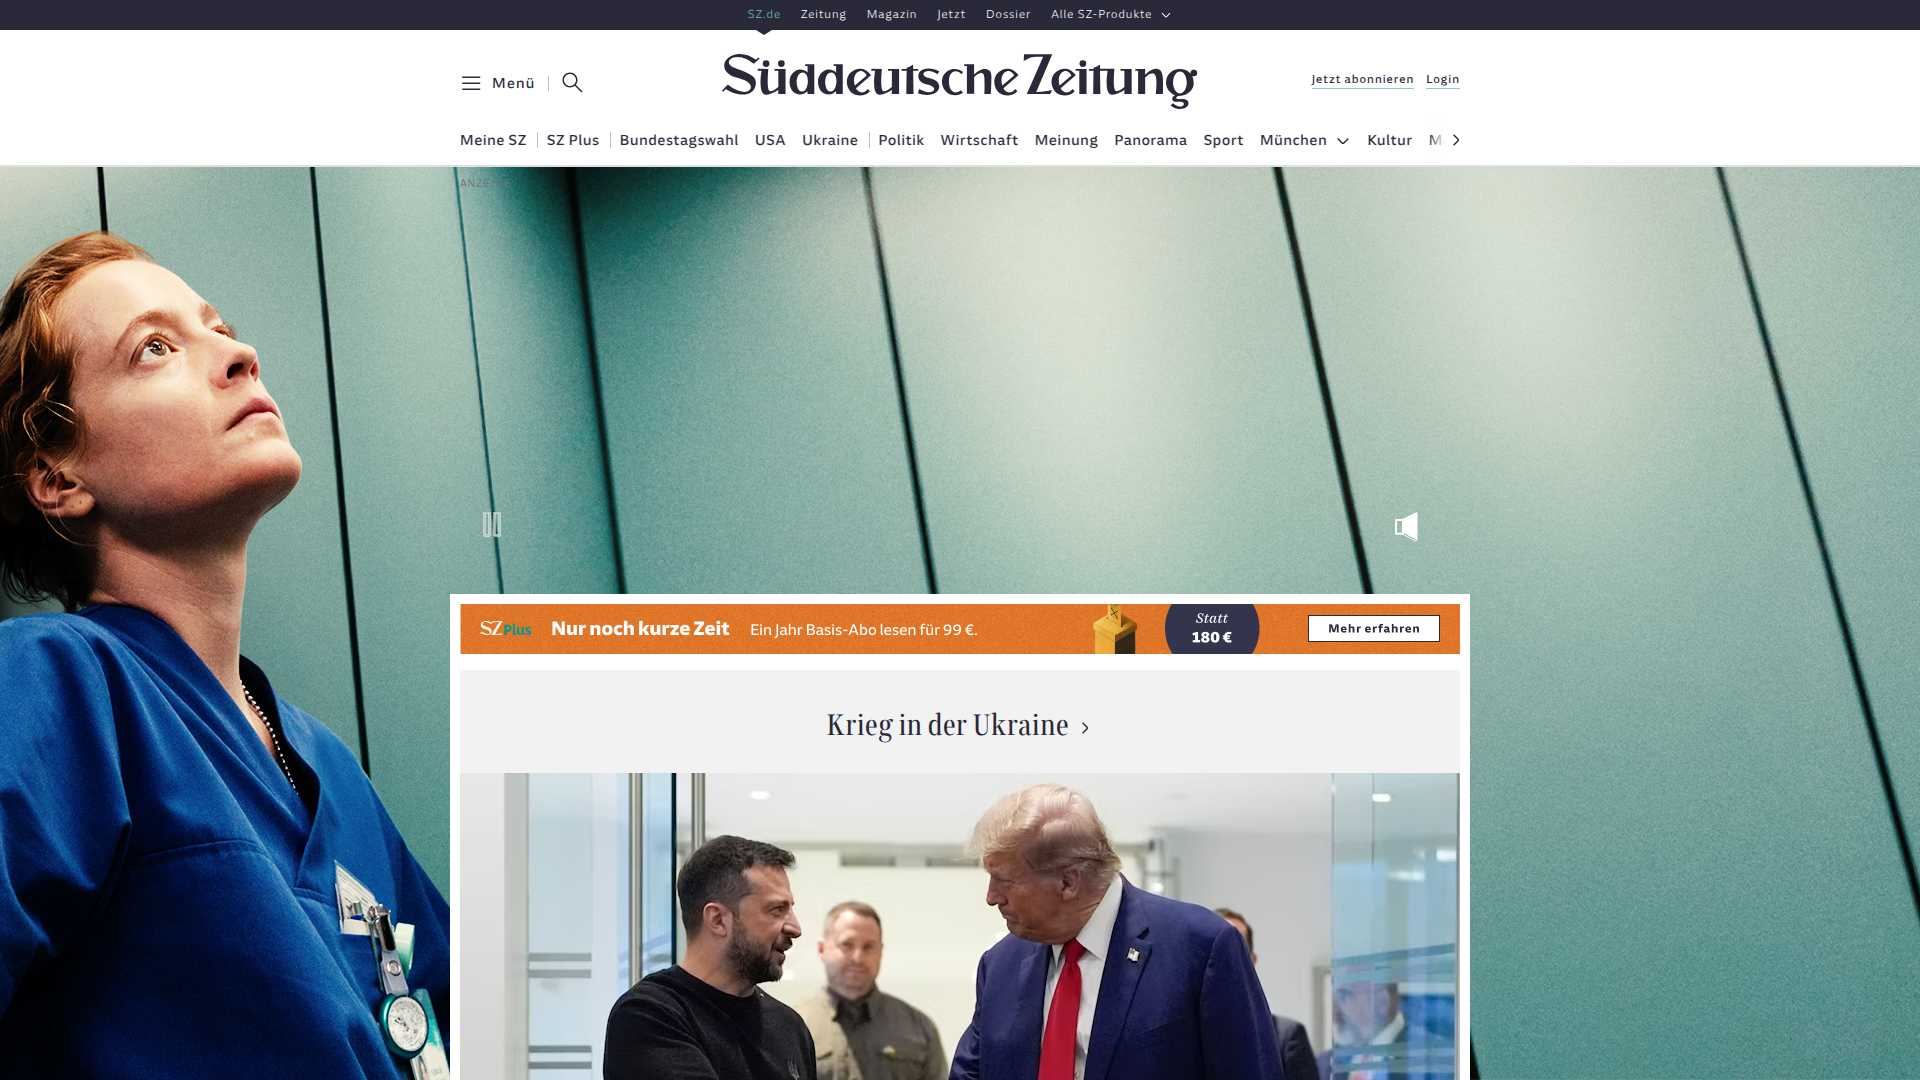 SZ.de Zeitung Magazin Jetzt Dossier Alle SZ-Produkte
Menü
Süddeutsche Zeitung
Jetzt abonnieren Login
Meine SZ SZ Plus Bundestagswahl USA Ukraine Politik Wirtschaft Meinung Panorama Sport München Kultur M
ANZEIGE
SZ Plus Nur noch kurze Zeit Ein Jahr Basis-Abo lesen für 99 €. Statt 180 € Mehr erfahren
Krieg in der Ukraine